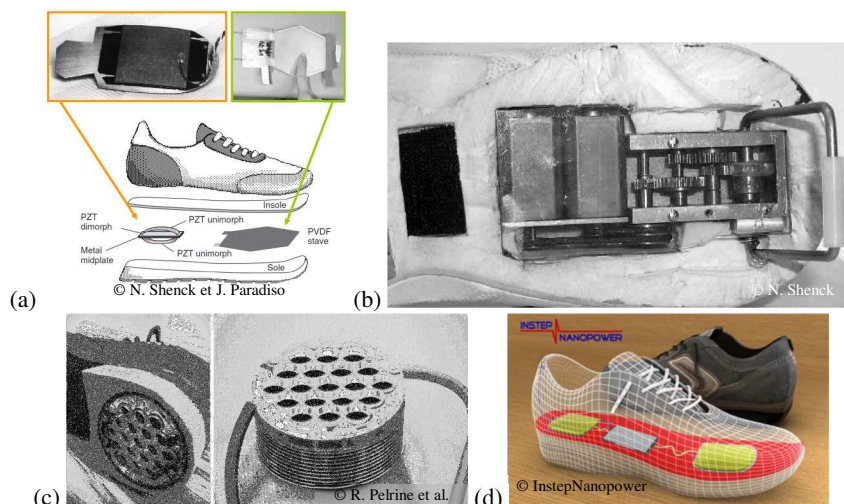 Insole
PZT
dimorph
PZT unimorph
PVDF
stave
Metal
midplate
PZT unimorph
Sole
(a)
© N. Shenck et J. Paradiso
(b)
© N. Shenck
(c)
© R. Pelrine et al.
INSTEP
NANOPOWER
(d)
© InstepNanopower